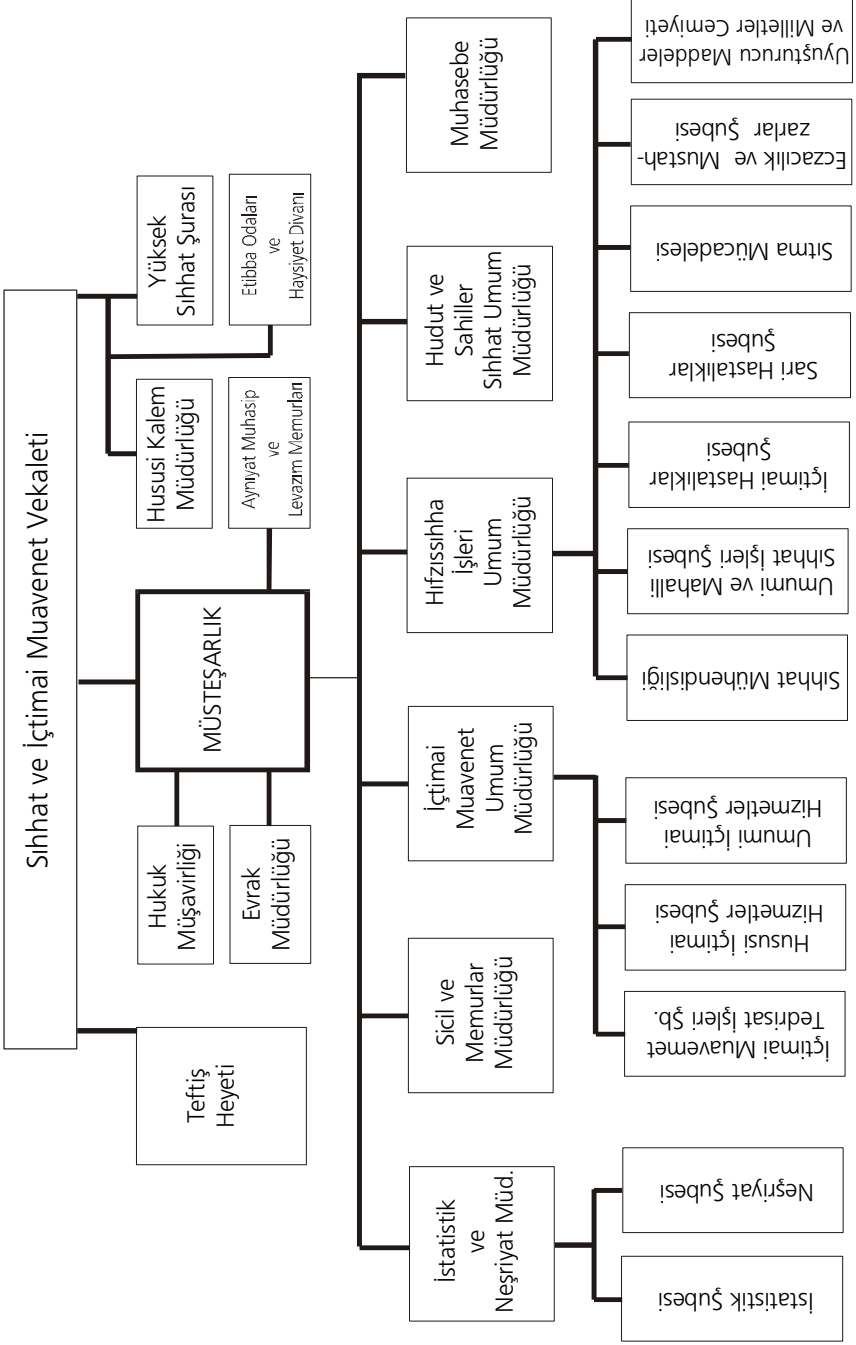 Sıhhat ve İçtimai Muavenet Vekaleti
Teftiş
Heyeti
Hukuk
Müşavirliği
Evrak
Müdürlüğü
MÜSTEŞARLIK
Hususi Kalem
Müdürlüğü
Yüksek
Sıhhat Şurası
Ayniyat Muhasip
ve
Levazım Memurları
Etibba Odaları
ve
Haysiyet Divanı
İstatistik
ve
Neşriyat Müd.
Sicil ve
Memurlar
Müdürlüğü
İçtimai
Muavenet
Umum
Müdürlüğü
Hıfzıssıhha
İşleri
Umum
Müdürlüğü
Hudut ve
Sahiller
Sıhhat Umum
Müdürlüğü
Muhasebe
Müdürlüğü
İstatistik Şubesi
Neşriyat Şubesi
İçtimai Muavemet
Tedrisat İşleri Şb.
Hususi İçtimai
Hizmetler Şubesi
Umumi İçtimai
Hizmetler Şubesi
Sıhhat Mühendisliği
Umumi ve Mahalli
Sıhhat İşleri Şubesi
İçtimai Hastalıklar
Şubesi
Sari Hastalıklar
Şubesi
Sıtma Mücadelesi
Eczacılık ve Mustah-
zarlar Şubesi
Uyuşturucu Maddeler
ve Milletler Cemiyeti